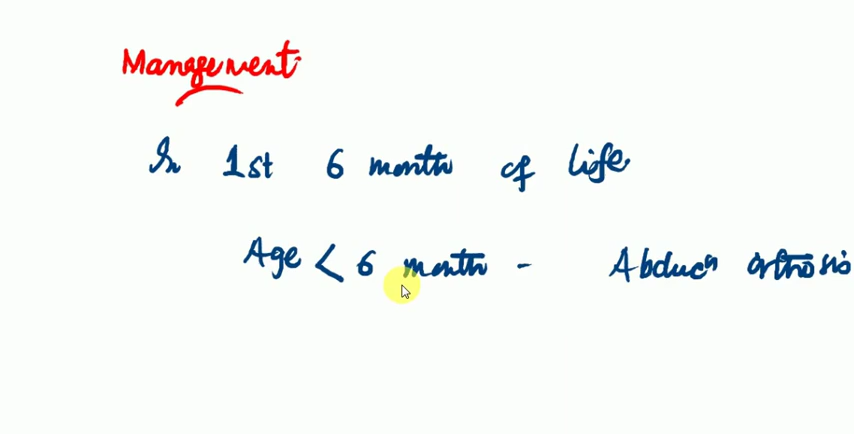 Management
In 1st 6 month of life
Age < 6 month - Abducn orthosis